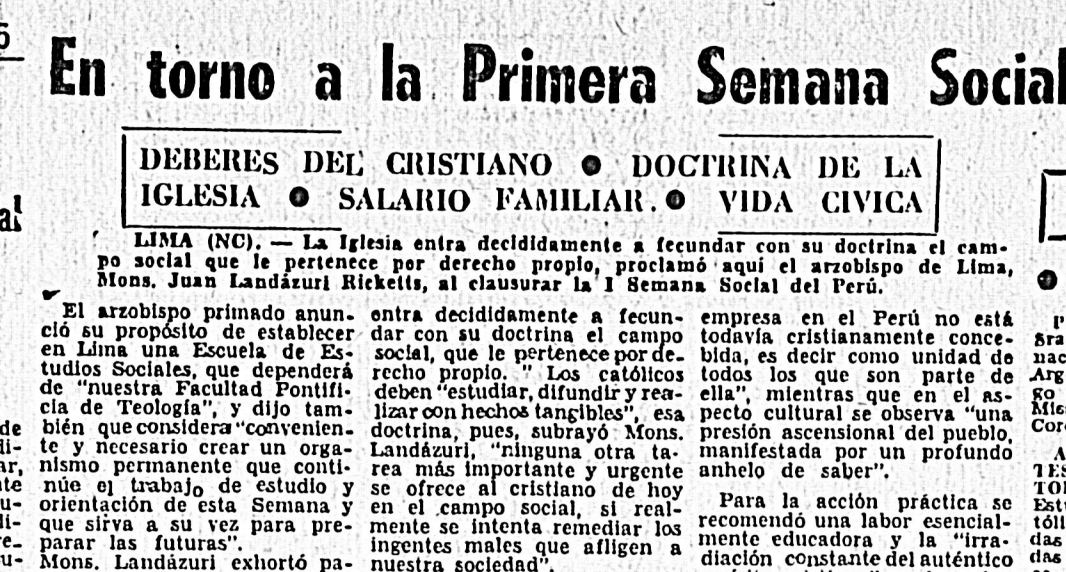 6
En torno a la Primera Semana Social
DEBERES DEL CRISTIANO ● DOCTRINA DE LA
IGLESIA ● SALARIO FAMILIAR. ● VIDA CIVICA
LIMA (NC). — La Iglesia entra decididamente a fecundar con su doctrina el cam-
po social que le pertenece por derecho propio, proclamó aquí el arzobispo de Lima,
Mons. Juan Landázuri Ricketts, al clausurar la I Semana Social del Perú.
El arzobispo primado anun-
ció su propósito de establecer
en Lima una Escuela de Es-
tudios Sociales, que dependerá
de "nuestra Facultad Pontifi-
cia de Teología", y dijo tam-
bién que considera "convenien-
te y necesario crear un orga-
nismo permanente que conti-
núe el trabajo de estudio y
orientación de esta Semana y
que sirva a su vez para pre-
parar las futuras".
Mons. Landázuri exhortó pa-
entra decididamente a fecun-
dar con su doctrina el campo
social, que le pertenece por de-
recho propio. " Los católicos
deben "estudiar, difundir y rea-
lizar con hechos tangibles", esa
doctrina, pues, subrayó Mons.
Landázuri, "ninguna otra ta-
rea más importante y urgente
se ofrece al cristiano de hoy
en el campo social, si real-
mente se intenta remediar los
ingentes males que afligen a
nuestra sociedad".
empresa en el Perú no está
todavía cristianamente conce-
bida, es decir como unidad de
todos los que son parte de
ella", mientras que en el as-
pecto cultural se observa "una
presión ascensional del pueblo,
manifestada por un profundo
anhelo de saber".
Para la acción práctica se
recomendó una labor esencial-
mente educadora y la "irra-
diación constante del auténtico